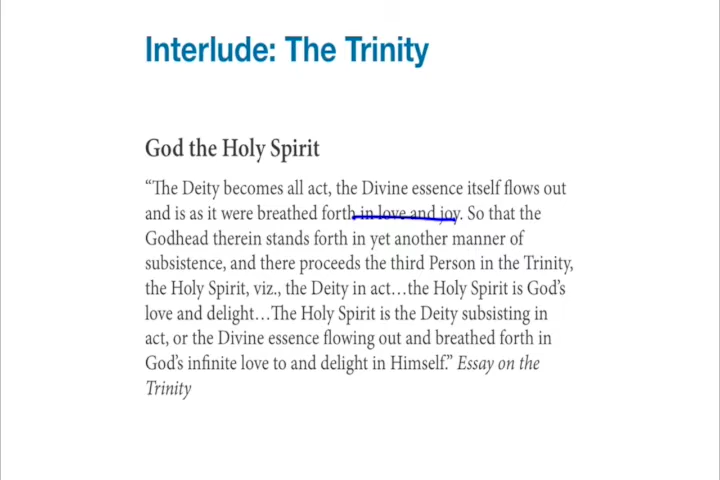 Interlude: The Trinity
God the Holy Spirit
“The Deity becomes all act, the Divine essence itself flows out
and is as it were breathed forth in love and joy. So that the
Godhead therein stands forth in yet another manner of
subsistence, and there proceeds the third Person in the Trinity,
the Holy Spirit, viz., the Deity in act…the Holy Spirit is God’s
love and delight…The Holy Spirit is the Deity subsisting in
act, or the Divine essence flowing out and breathed forth in
God’s infinite love to and delight in Himself.” Essay on the
Trinity